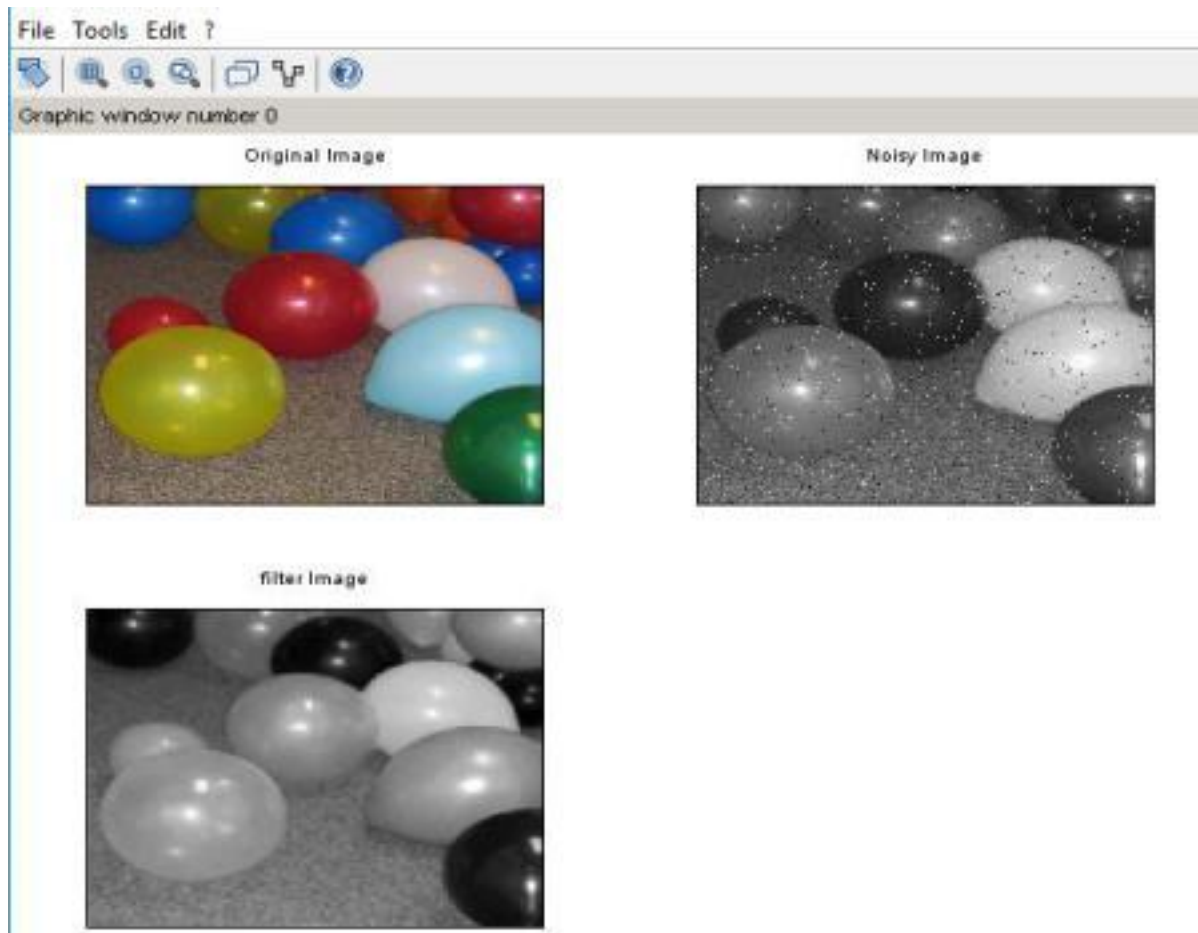 File Tools Edit ?
Graphic window number 0
Original Image
Noisy Image
filter Image